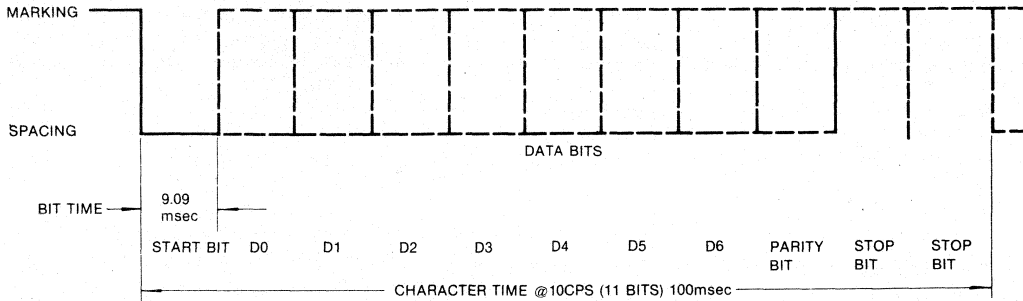 MARKING
SPACING
DATA BITS
BIT TIME
9.09
msec
START BIT D0 D1 D2 D3 D4 D5 D6 PARITY BIT STOP BIT STOP BIT
CHARACTER TIME @10CPS (11 BITS) 100msec